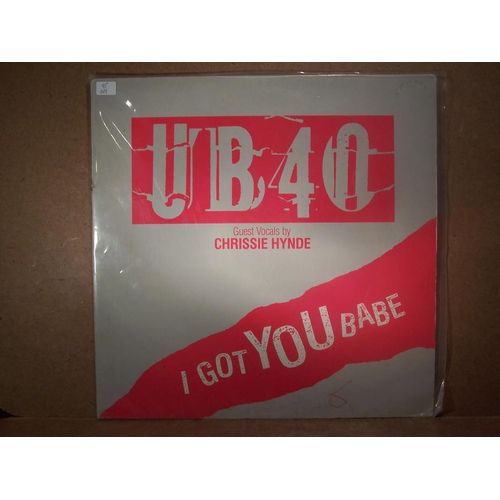 UB40
Guest Vocals by
CHRISSIE HYNDE
I GOT YOU BABE